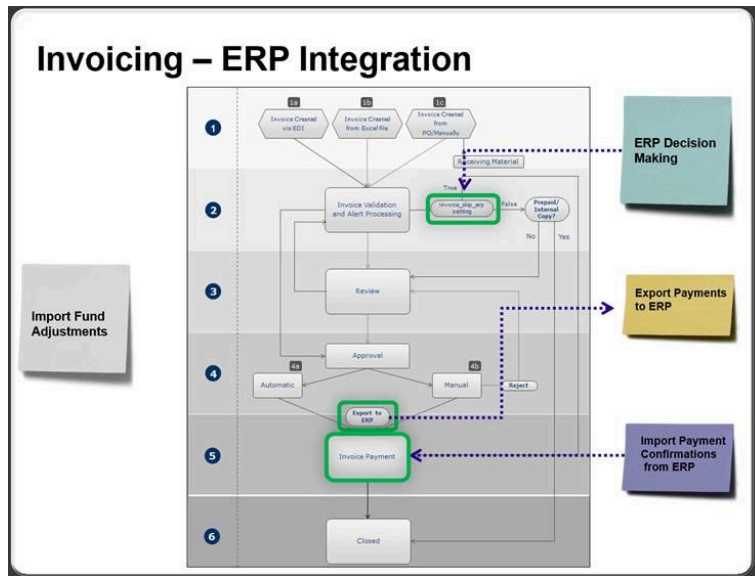 Invoicing – ERP Integration
1a
1b
1c
1
Invoice Created
via EDI
Invoice Created
from Excel file
Invoice Created
from
PO/Manually
Receiving Material
ERP Decision
Making
2
Invoice Validation
and Alert Processing
True
invoice_skip_erp
setting
False
Prepaid/
Internal
Copy?
No
Yes
3
Review
Import Fund
Adjustments
Export Payments
to ERP
4
Approval
4a
4b
Automatic
Manual
Reject
Export to
ERP
5
Invoice Payment
Import Payment
Confirmations
from ERP
6
Closed